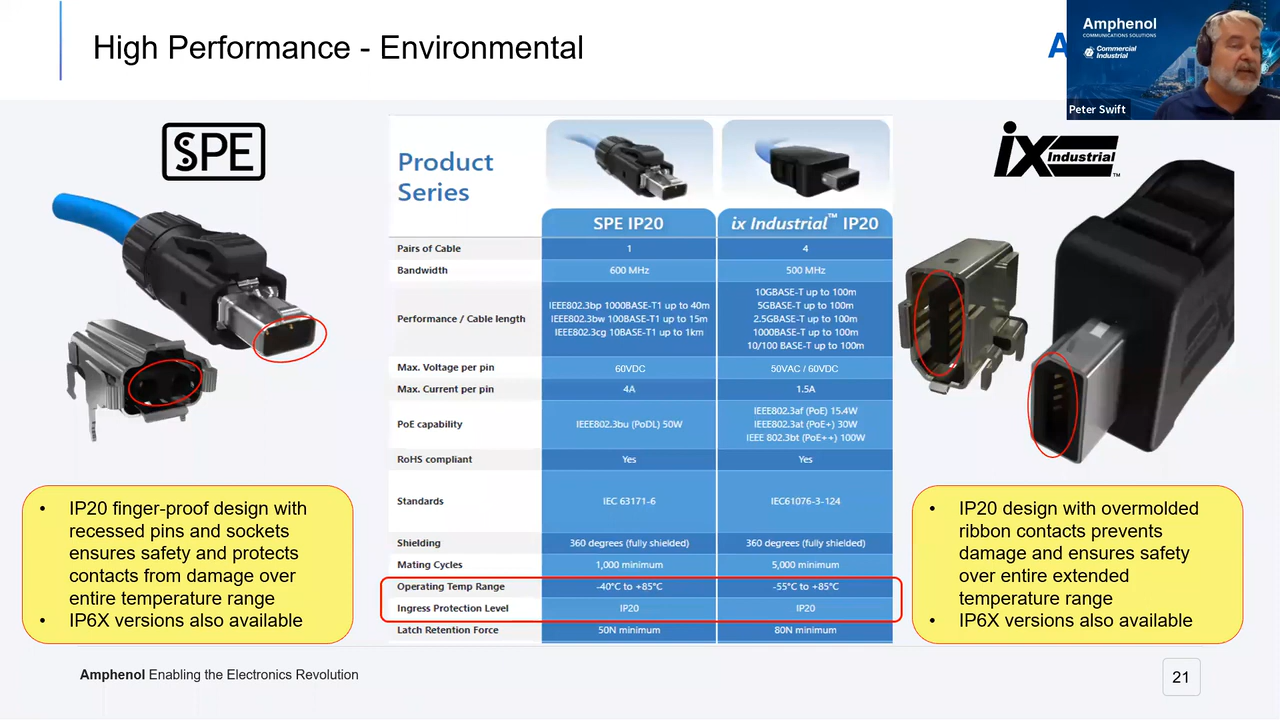 High Performance - Environmental
A
Amphenol
COMMUNICATIONS SOLUTIONS
Commercial
Industrial
Peter Swift
SPE
ix Industrial™
Product
Series
SPE IP20
ix Industrial™ IP20
Pairs of Cable 1 4
Bandwidth 600 MHz 500 MHz
Performance / Cable length
IEEE802.3bp 1000BASE-T1 up to 40m
IEEE802.3bw 100BASE-T1 up to 15m
IEEE802.3cg 10BASE-T1 up to 1km
10GBASE-T up to 100m
5GBASE-T up to 100m
2.5GBASE-T up to 100m
1000BASE-T up to 100m
10/100 BASE-T up to 100m
Max. Voltage per pin 60VDC 50VAC / 60VDC
Max. Current per pin 4A 1.5A
PoE capability
IEEE802.3bu (PoDL) 50W
IEEE802.3af (PoE) 15.4W
IEEE802.3at (PoE+) 30W
IEEE 802.3bt (PoE++) 100W
RoHS compliant Yes Yes
Standards IEC 63171-6 IEC61076-3-124
Shielding 360 degrees (fully shielded) 360 degrees (fully shielded)
Mating Cycles 1,000 minimum 5,000 minimum
Operating Temp Range -40°C to +85°C -55°C to +85°C
Ingress Protection Level IP20 IP20
Latch Retention Force 50N minimum 80N minimum
• IP20 finger-proof design with
recessed pins and sockets
ensures safety and protects
contacts from damage over
entire temperature range
• IP6X versions also available
• IP20 design with overmolded
ribbon contacts prevents
damage and ensures safety
over entire extended
temperature range
• IP6X versions also available
Amphenol Enabling the Electronics Revolution
21